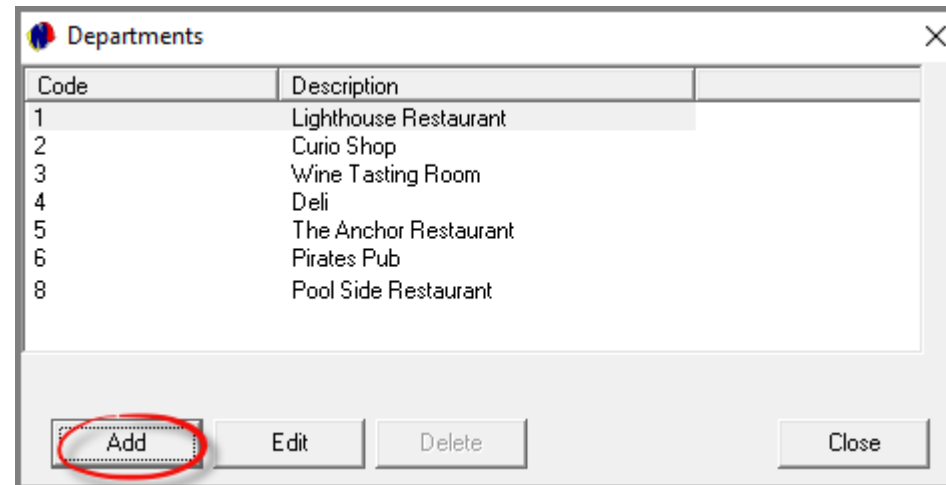 Departments
Code Description
1 Lighthouse Restaurant
2 Curio Shop
3 Wine Tasting Room
4 Deli
5 The Anchor Restaurant
6 Pirates Pub
8 Pool Side Restaurant
Add Edit Delete Close